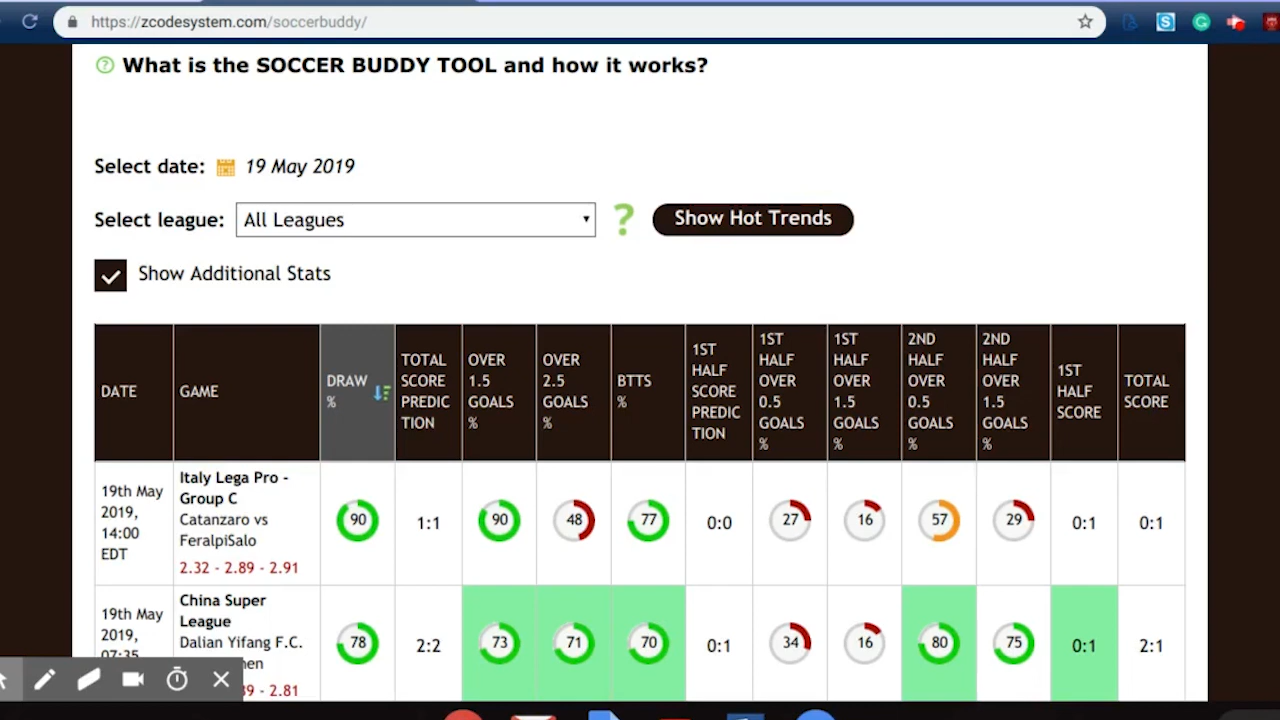 https://zcodesystem.com/soccerbuddy/
What is the SOCCER BUDDY TOOL and how it works?
Select date: 19 May 2019
Select league: All Leagues ? Show Hot Trends
Show Additional Stats
DATE
GAME
DRAW
%
TOTAL
SCORE
PREDIC
TION
OVER
1.5
GOALS
%
OVER
2.5
GOALS
%
BTTS
%
1ST
HALF
SCORE
PREDIC
TION
1ST
HALF
OVER
0.5
GOALS
%
1ST
HALF
OVER
1.5
GOALS
%
2ND
HALF
OVER
0.5
GOALS
%
2ND
HALF
OVER
1.5
GOALS
%
1ST
HALF
SCORE
TOTAL
SCORE
19th May
2019,
14:00
EDT
Italy Lega Pro -
Group C
Catanzaro vs
FeralpiSalo
2.32 - 2.89 - 2.91
90
1:1
90
48
77
0:0
27
16
57
29
0:1
0:1
19th May
2019,
07:35
China Super
League
Dalian Yifang F.C.
- 2.81
78
2:2
73
71
70
0:1
34
16
80
75
0:1
2:1